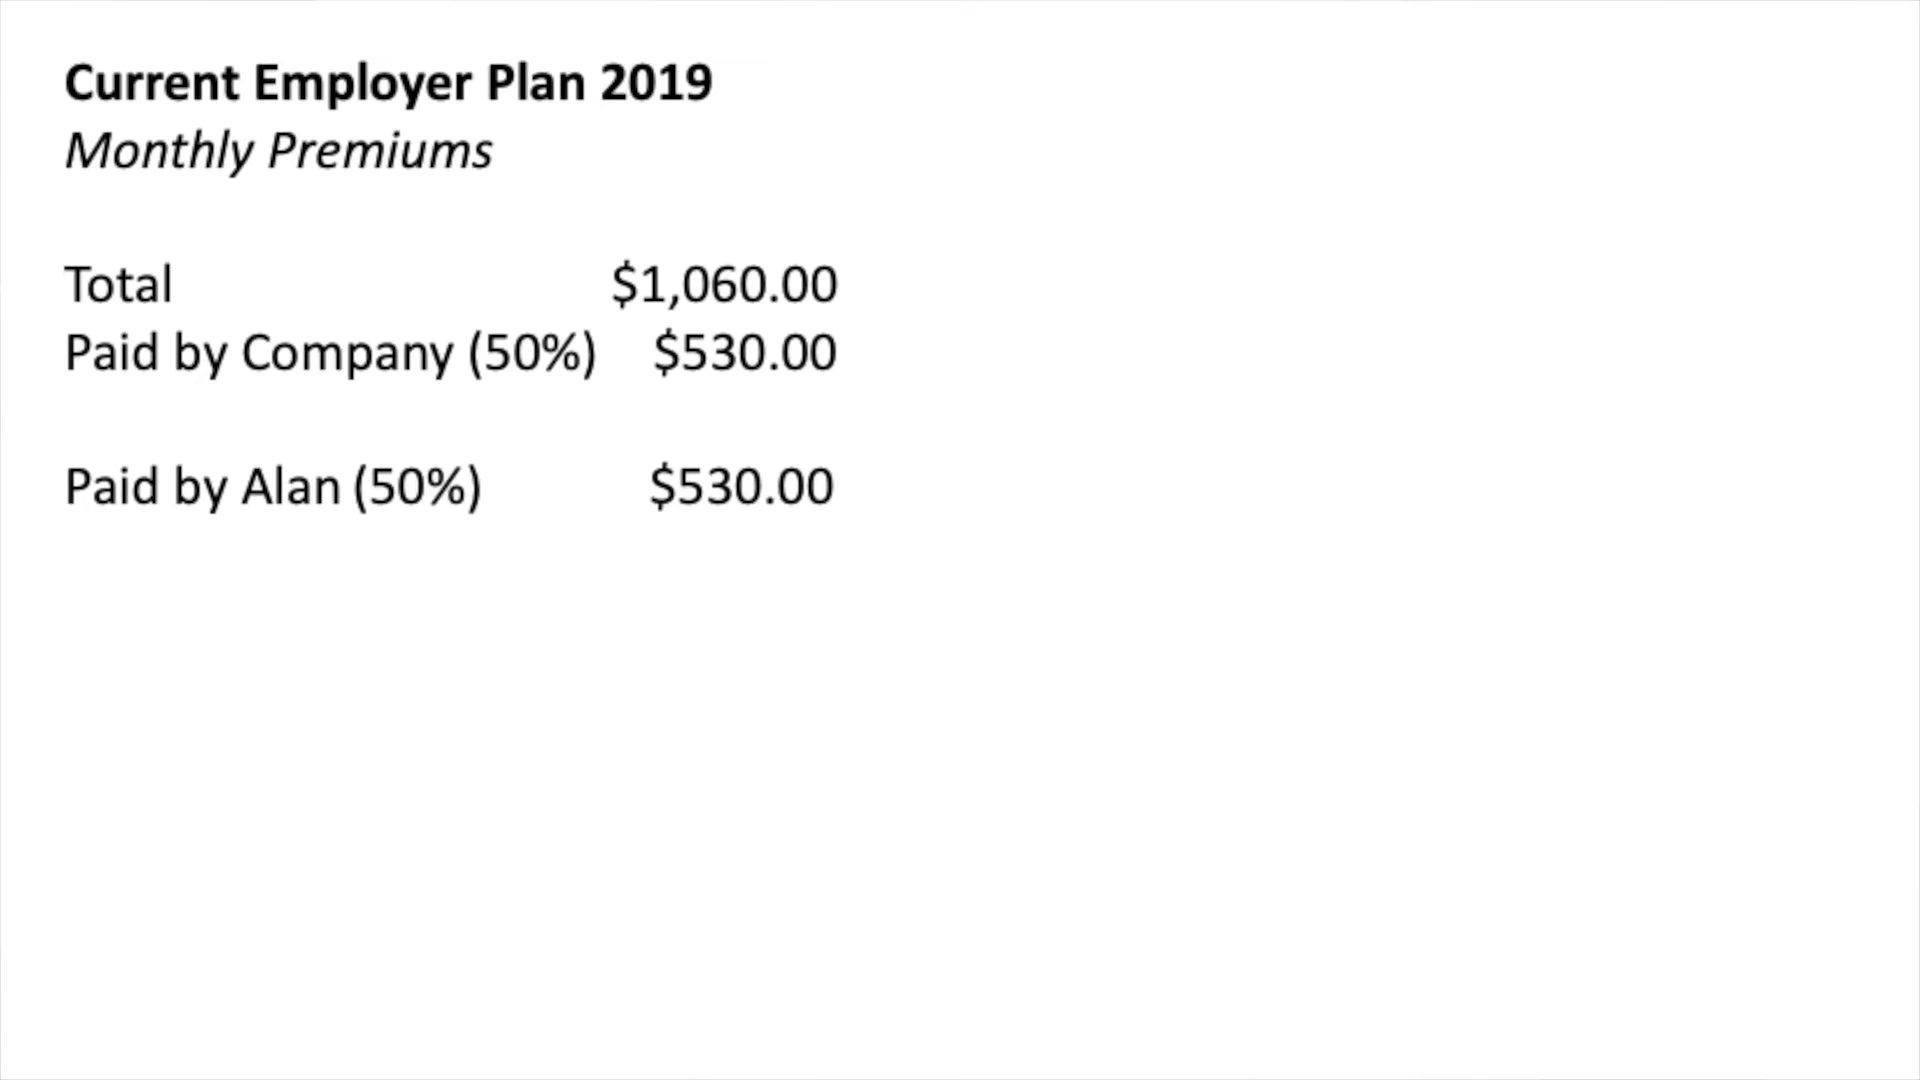 Current Employer Plan 2019
Monthly Premiums
Total $1,060.00
Paid by Company (50%) $530.00
Paid by Alan (50%) $530.00